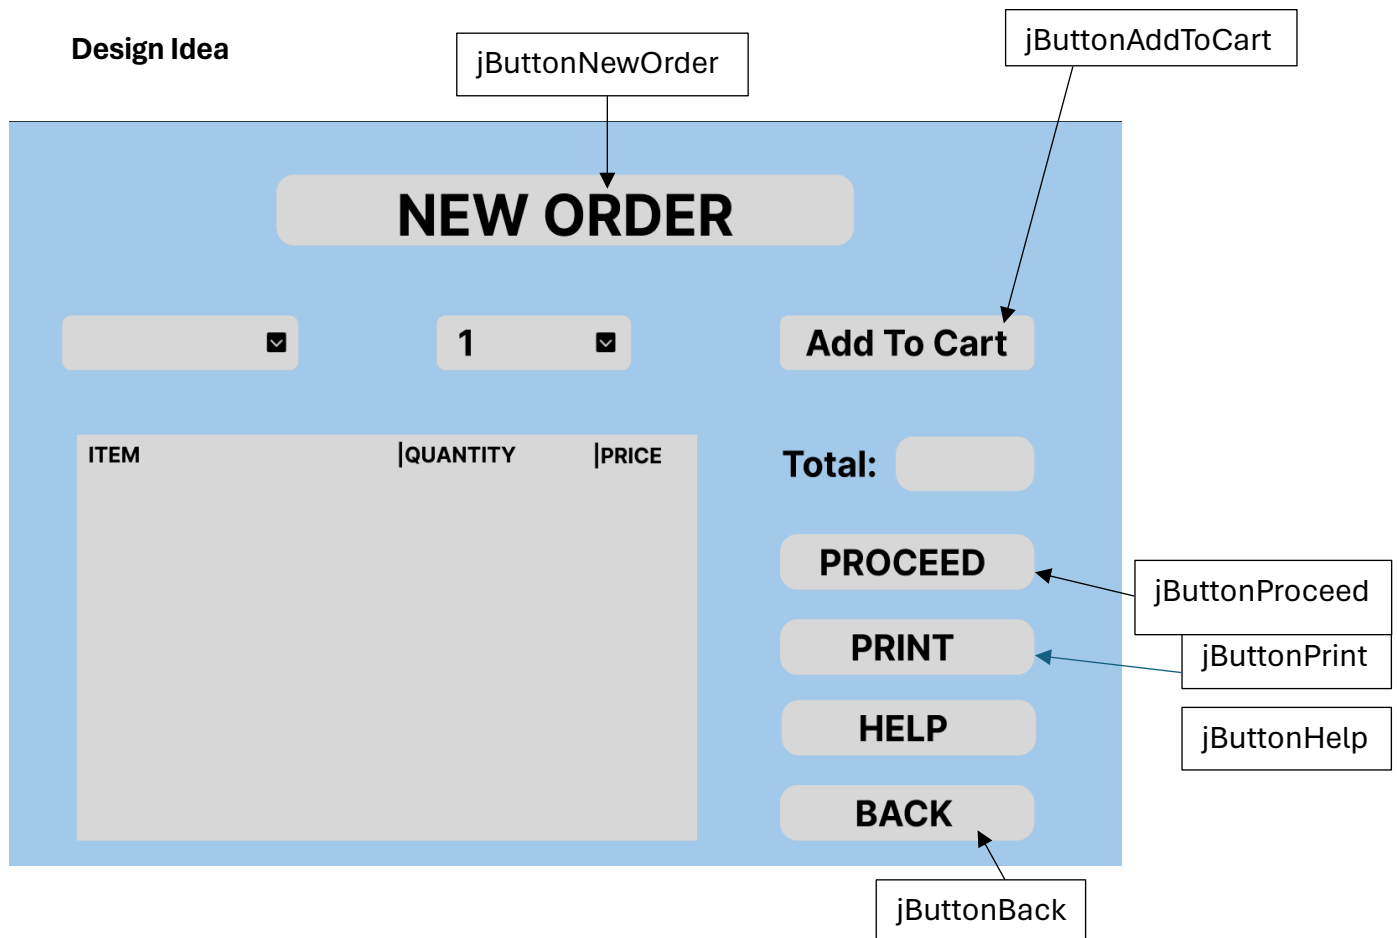 Design Idea
jButtonNewOrder
jButtonAddToCart
NEW ORDER
1
Add To Cart
ITEM |QUANTITY |PRICE
Total:
PROCEED
jButtonProceed
PRINT
jButtonPrint
HELP
jButtonHelp
BACK
jButtonBack